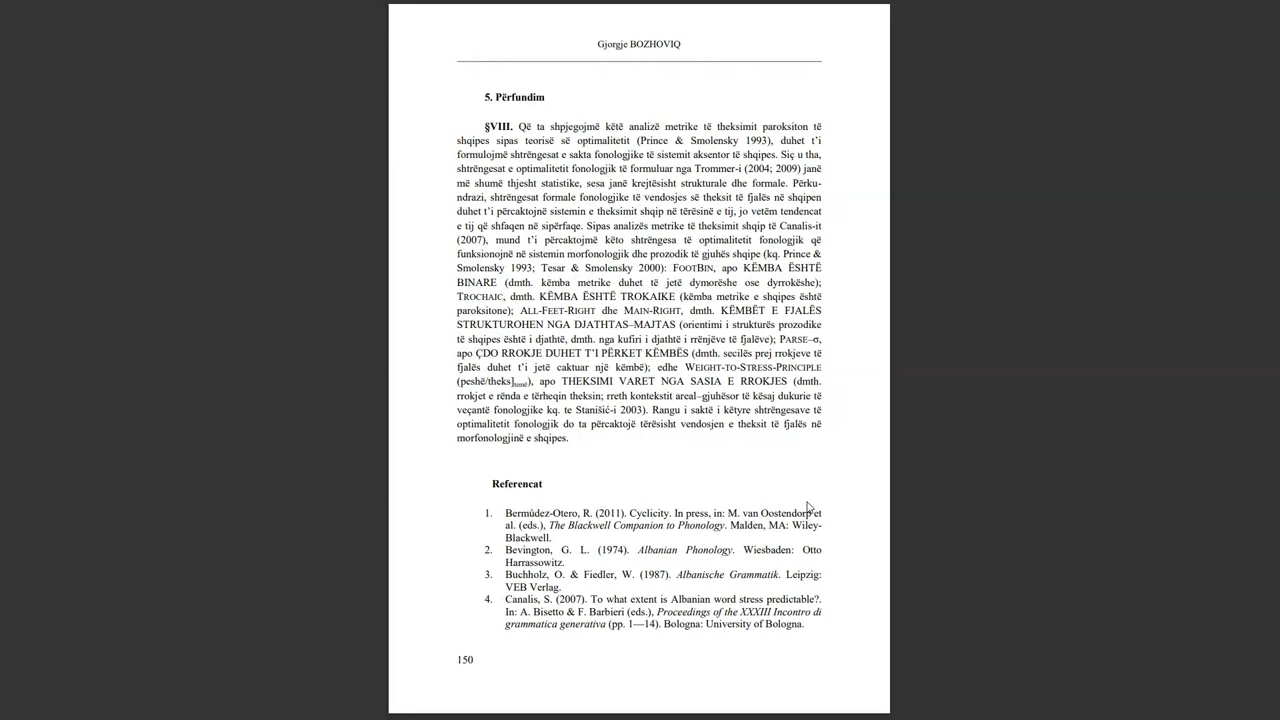 Gjorgje BOZHOVIQ
5. Përfundim
§VIII. Që ta shpjegojmë këtë analizë metrike të theksimit paroksiton të
shqipes sipas teorisë së optimalitetit (Prince & Smolensky 1993), duhet t’i
formulojmë shtrëngesat e sakta fonologjike të sistemit aksentor të shqipes. Siç u tha,
shtrëngesat e optimalitetit fonologjik të formuluar nga Trommer-i (2004; 2009) janë
më shumë thjesht statistike, sesa janë krejtësisht strukturale dhe formale. Përku-
ndrazi, shtrëngesat formale fonologjike të vendosjes së theksit të fjalës në shqipen
duhet t’i përcaktojnë sistemin e theksimit shqip në tërësinë e tij, jo vetëm tendencat
e tij që shfaqen në sipërfaqe. Sipas analizës metrike të theksimit shqip të Canalis-it
(2007), mund t’i përcaktojmë këto shtrëngesa të optimalitetit fonologjik që
funksionojnë në sistemin morfonologjik dhe prozodik të gjuhës shqipe (kq. Prince &
Smolensky 1993; Tesar & Smolensky 2000): FOOTBIN, apo KËMBA ËSHTË
BINARE (dmth. këmba metrike duhet të jetë dymorëshe ose dyrrokëshe);
TROCHAIC, dmth. KËMBA ËSHTË TROKAIKE (këmba metrike e shqipes është
paroksitone); ALL-FEET-RIGHT dhe MAIN-RIGHT, dmth. KËMBËT E FJALËS
STRUKTUROHEN NGA DJATHTAS–MAJTAS (orientimi i strukturës prozodike
të shqipes është i djathtë, dmth. nga kufiri i djathtë i rrënjëve të fjalëve); PARSE–σ,
apo ÇDO RROKJE DUHET T’I PËRKET KËMBËS (dmth. secilës prej rrokjeve të
fjalës duhet t’i jetë caktuar një këmbë); edhe WEIGHT-TO-STRESS-PRINCIPLE
(peshë/theks]temë), apo THEKSIMI VARET NGA SASIA E RROKJES (dmth.
rrokjet e rënda e tërheqin theksin; rreth kontekstit areal–gjuhësor të kësaj dukurie të
veçantë fonologjike kq. te Stanišić-i 2003). Rangu i saktë i këtyre shtrëngesave të
optimalitetit fonologjik do ta përcaktojë tërësisht vendosjen e theksit të fjalës në
morfonologjinë e shqipes.
Referencat
1. Bermúdez-Otero, R. (2011). Cyclicity. In press, in: M. van Oostendorp et
al. (eds.), The Blackwell Companion to Phonology. Malden, MA: Wiley-
Blackwell.
2. Bevington, G. L. (1974). Albanian Phonology. Wiesbaden: Otto
Harrassowitz.
3. Buchholz, O. & Fiedler, W. (1987). Albanische Grammatik. Leipzig:
VEB Verlag.
4. Canalis, S. (2007). To what extent is Albanian word stress predictable?.
In: A. Bisetto & F. Barbieri (eds.), Proceedings of the XXXIII Incontro di
grammatica generativa (pp. 1—14). Bologna: University of Bologna.
150